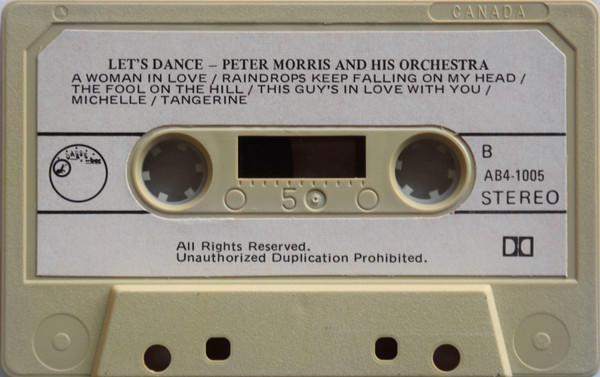 CANADA
LET'S DANCE – PETER MORRIS AND HIS ORCHESTRA
A WOMAN IN LOVE / RAINDROPS KEEP FALLING ON MY HEAD /
THE FOOL ON THE HILL / THIS GUY'S IN LOVE WITH YOU /
MICHELLE / TANGERINE
B
AB4-1005
STEREO
5
All Rights Reserved.
Unauthorized Duplication Prohibited.